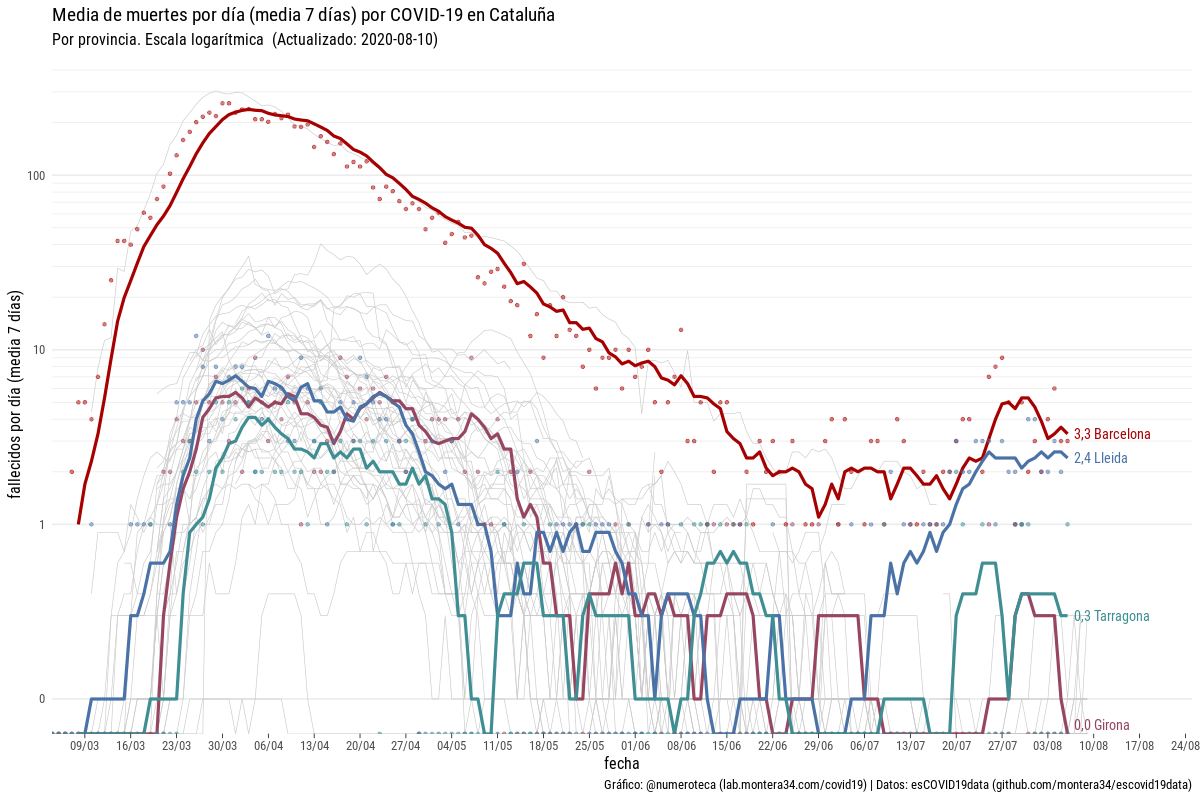 Media de muertes por día (media 7 días) por COVID-19 en Cataluña
Por provincia. Escala logarítmica (Actualizado: 2020-08-10)
fallecidos por día (media 7 días)
100
10
1
0
3,3 Barcelona
2,4 Lleida
0,3 Tarragona
0,0 Girona
09/03 16/03 23/03 30/03 06/04 13/04 20/04 27/04 04/05 11/05 18/05 25/05 01/06 08/06 15/06 22/06 29/06 06/07 13/07 20/07 27/07 03/08 10/08 17/08 24/08
fecha
Gráfico: @numeroteca (lab.montera34.com/covid19) | Datos: esCOVID19data (github.com/montera34/escovid19data)